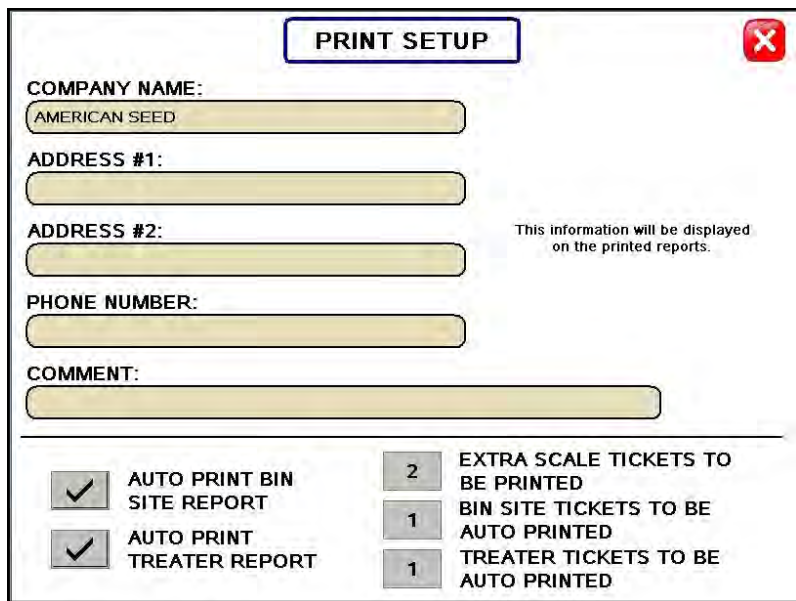 PRINT SETUP
COMPANY NAME:
AMERICAN SEED
ADDRESS #1:
ADDRESS #2:
This information will be displayed
on the printed reports.
PHONE NUMBER:
COMMENT:
AUTO PRINT BIN
SITE REPORT
AUTO PRINT
TREATER REPORT
2
EXTRA SCALE TICKETS TO
BE PRINTED
1
BIN SITE TICKETS TO BE
AUTO PRINTED
1
TREATER TICKETS TO BE
AUTO PRINTED